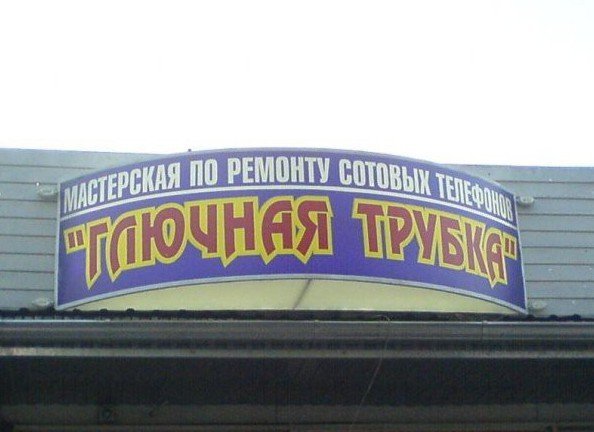 МАСТЕРСКАЯ ПО РЕМОНТУ СОТОВЫХ ТЕЛЕФОНОВ
"ГЛЮЧНАЯ ТРУБКА"